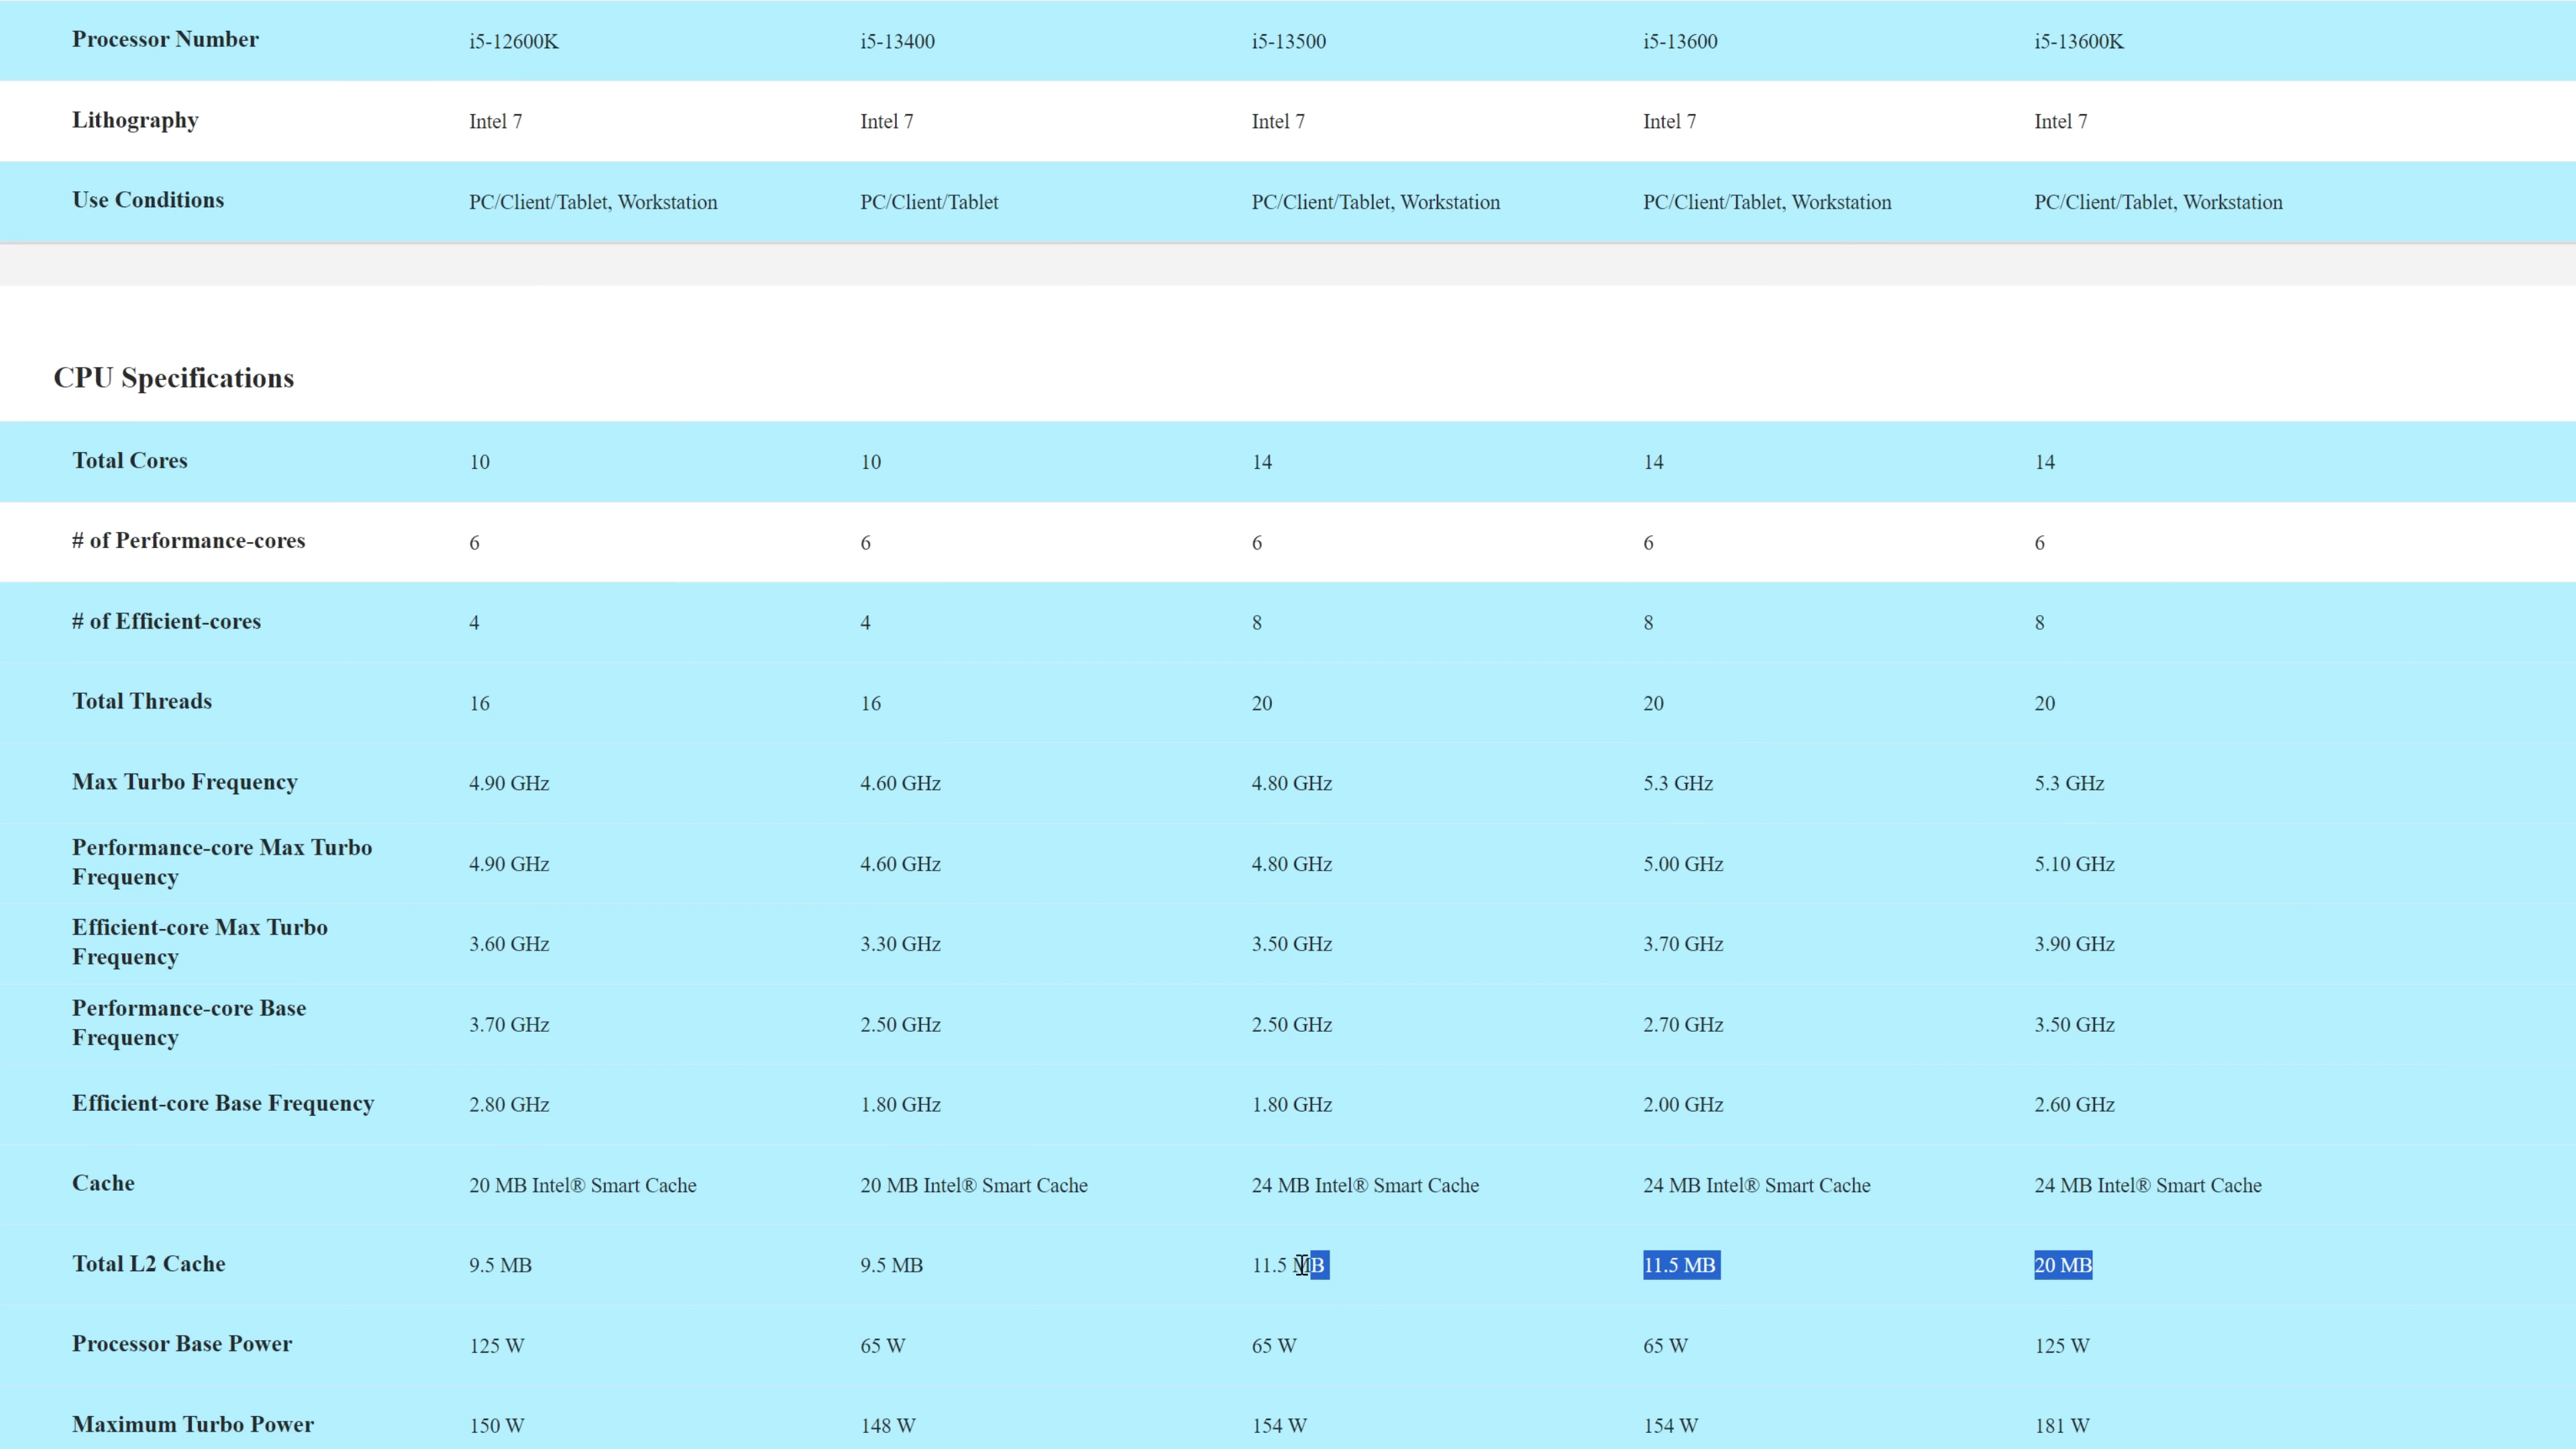 Processor Number i5-12600K i5-13400 i5-13500 i5-13600 i5-13600K
Lithography Intel 7 Intel 7 Intel 7 Intel 7 Intel 7
Use Conditions PC/Client/Tablet, Workstation PC/Client/Tablet PC/Client/Tablet, Workstation PC/Client/Tablet, Workstation PC/Client/Tablet, Workstation
CPU Specifications
Total Cores 10 10 14 14 14
# of Performance-cores 6 6 6 6 6
# of Efficient-cores 4 4 8 8 8
Total Threads 16 16 20 20 20
Max Turbo Frequency 4.90 GHz 4.60 GHz 4.80 GHz 5.3 GHz 5.3 GHz
Performance-core Max Turbo
Frequency 4.90 GHz 4.60 GHz 4.80 GHz 5.00 GHz 5.10 GHz
Efficient-core Max Turbo
Frequency 3.60 GHz 3.30 GHz 3.50 GHz 3.70 GHz 3.90 GHz
Performance-core Base
Frequency 3.70 GHz 2.50 GHz 2.50 GHz 2.70 GHz 3.50 GHz
Efficient-core Base Frequency 2.80 GHz 1.80 GHz 1.80 GHz 2.00 GHz 2.60 GHz
Cache 20 MB Intel® Smart Cache 20 MB Intel® Smart Cache 24 MB Intel® Smart Cache 24 MB Intel® Smart Cache 24 MB Intel® Smart Cache
Total L2 Cache 9.5 MB 9.5 MB 11.5 MB 11.5 MB 20 MB
Processor Base Power 125 W 65 W 65 W 65 W 125 W
Maximum Turbo Power 150 W 148 W 154 W 154 W 181 W